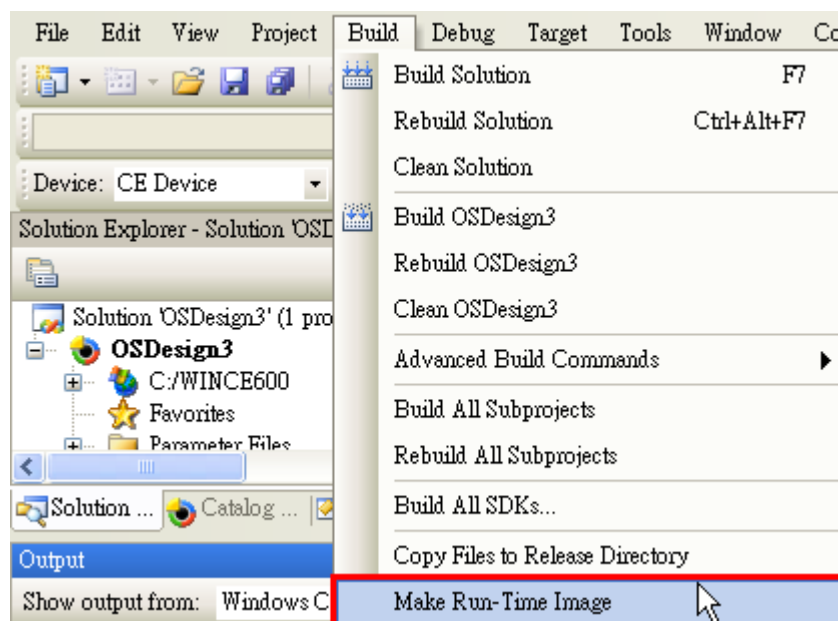 File Edit View Project Build Debug Target Tools Window Co
Build Solution F7
Rebuild Solution Ctrl+Alt+F7
Clean Solution
Device: CE Device
Build OSDesign3
Solution Explorer - Solution 'OSD
Rebuild OSDesign3
Clean OSDesign3
Solution 'OSDesign3' (1 pro
OSDesign3
Advanced Build Commands
C:/WINCE600
Build All Subprojects
Favorites
Parameter Files
Rebuild All Subprojects
Solution ... Catalog ...
Build All SDKs...
Output
Copy Files to Release Directory
Show output from: Windows C
Make Run-Time Image